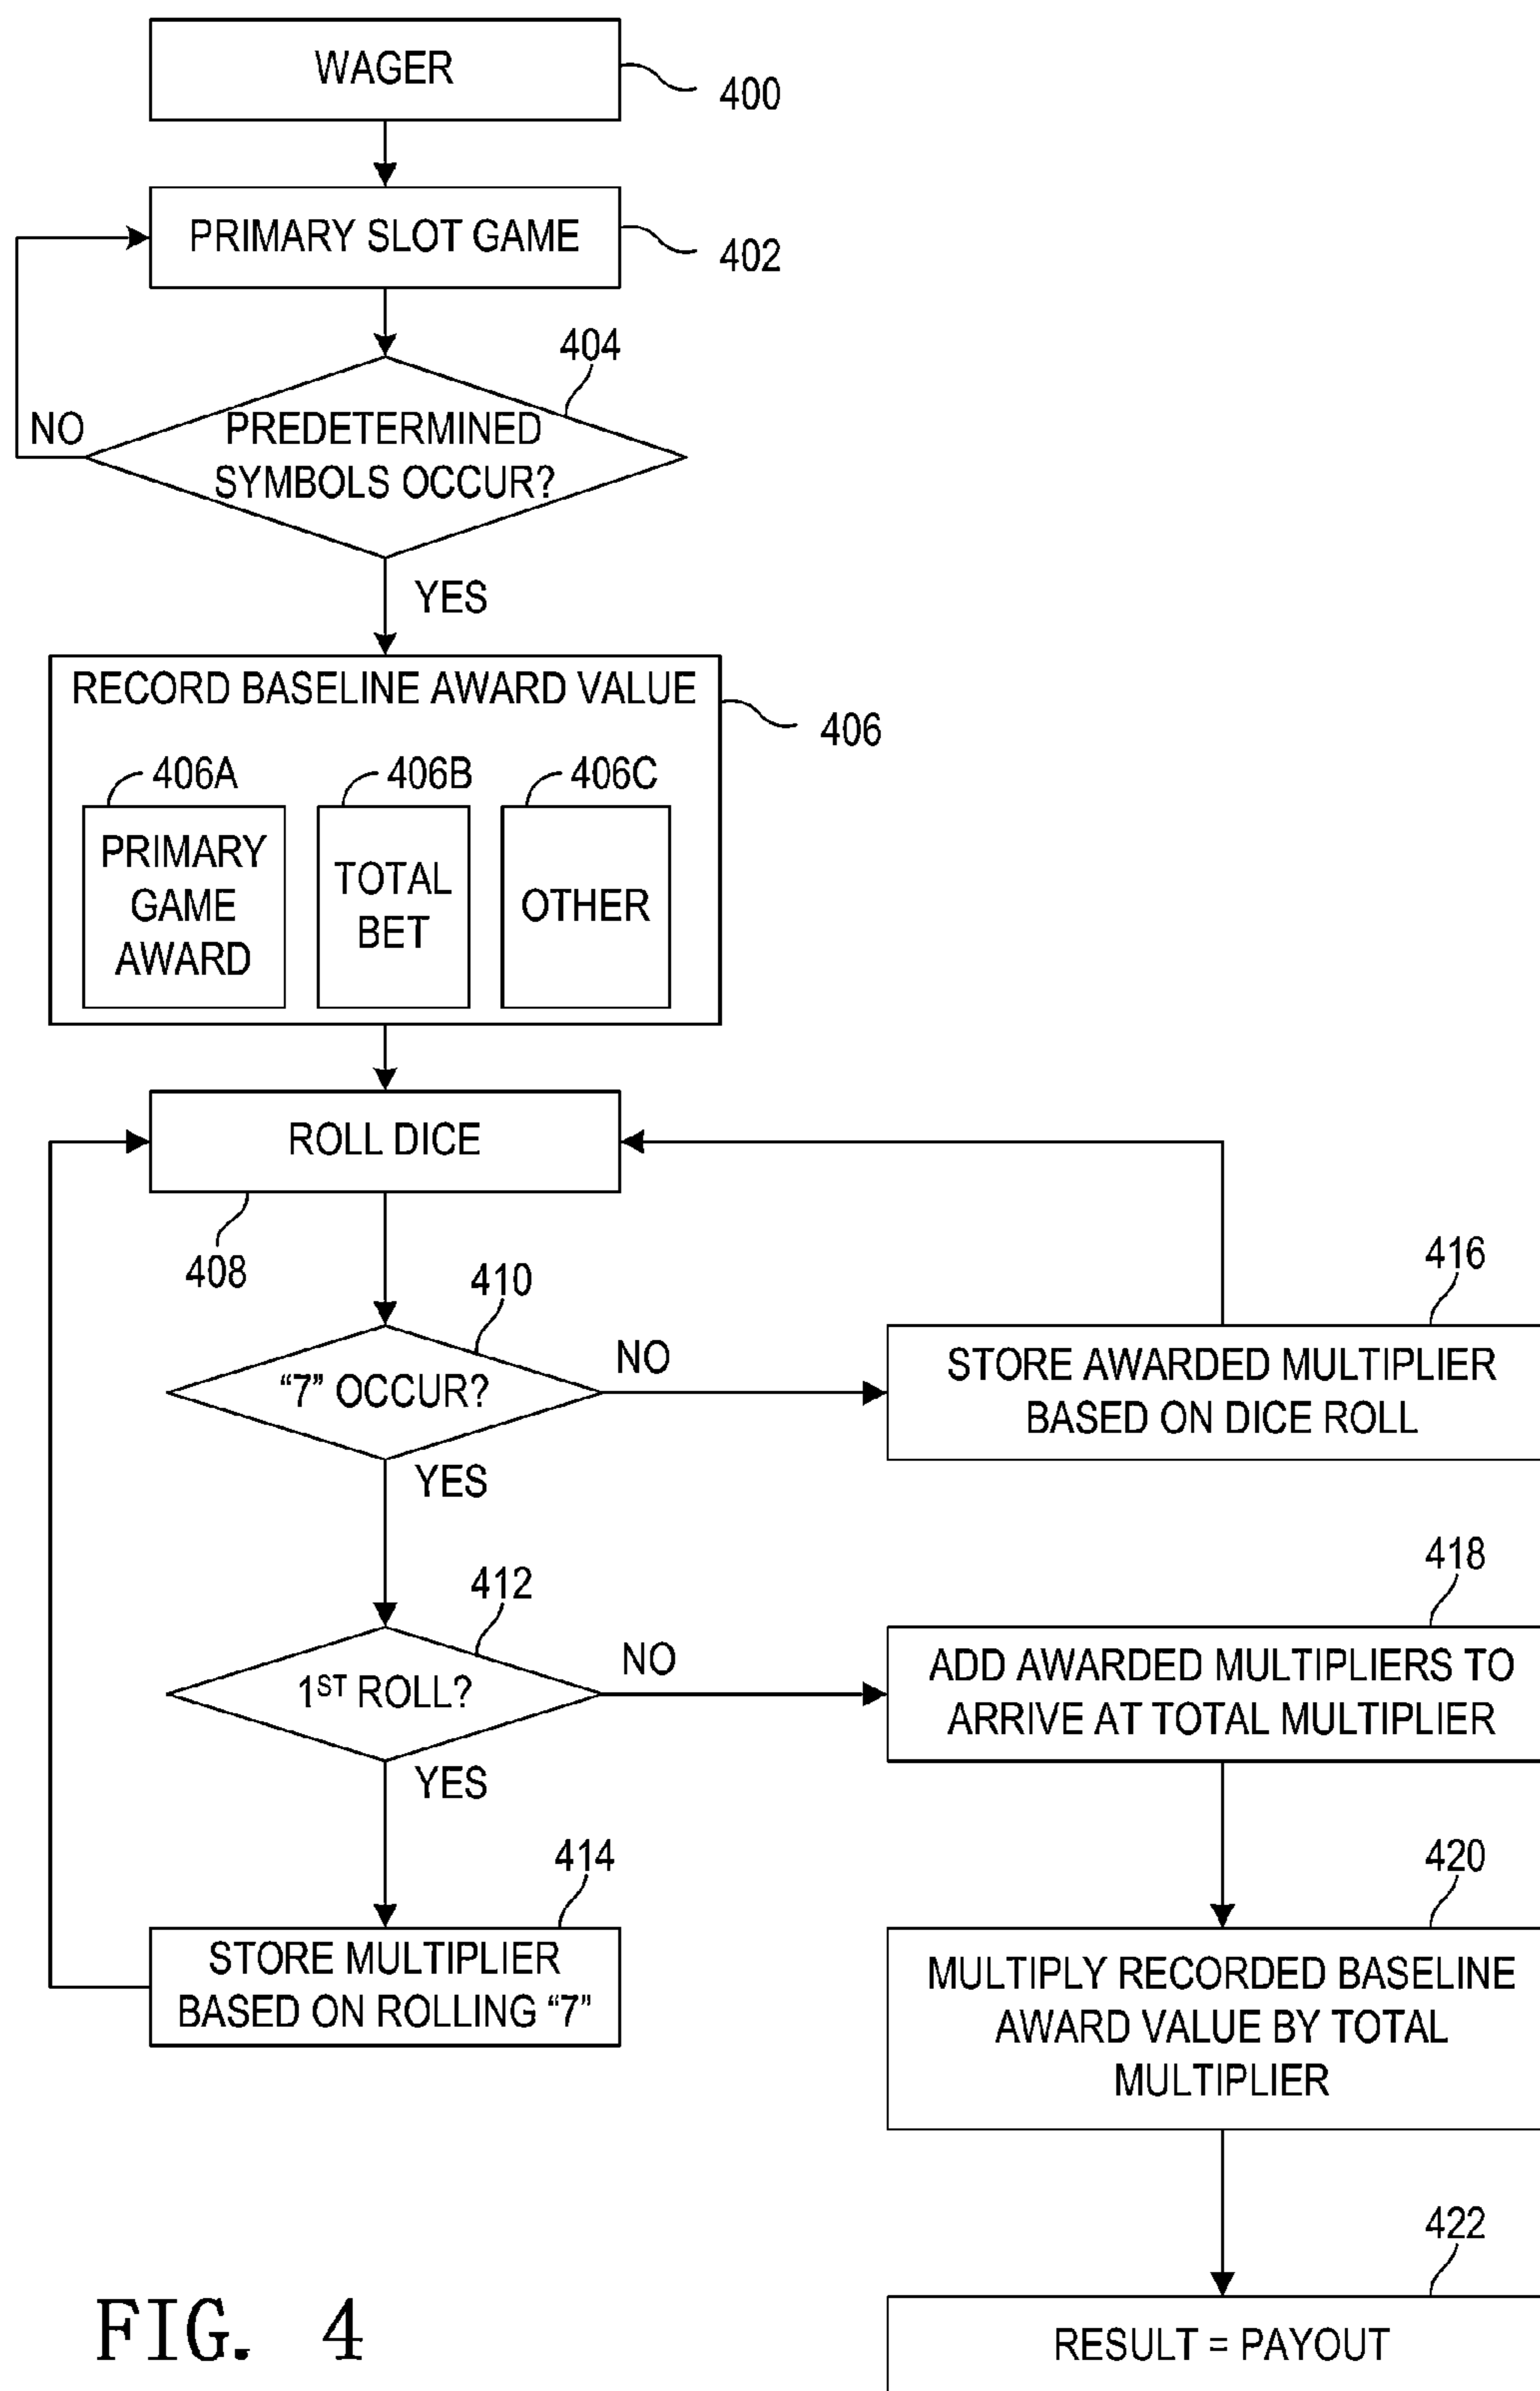 WAGER
400
PRIMARY SLOT GAME
402
404
NO
PREDETERMINED
SYMBOLS OCCUR?
YES
RECORD BASELINE AWARD VALUE
406
406A
406B
406C
PRIMARY
GAME
AWARD
TOTAL
BET
OTHER
ROLL DICE
408
410
416
"7" OCCUR?
NO
STORE AWARDED MULTIPLIER
BASED ON DICE ROLL
YES
412
418
1ST ROLL?
NO
ADD AWARDED MULTIPLIERS TO
ARRIVE AT TOTAL MULTIPLIER
YES
414
420
STORE MULTIPLIER
BASED ON ROLLING "7"
MULTIPLY RECORDED BASELINE
AWARD VALUE BY TOTAL
MULTIPLIER
422
RESULT = PAYOUT
FIG. 4